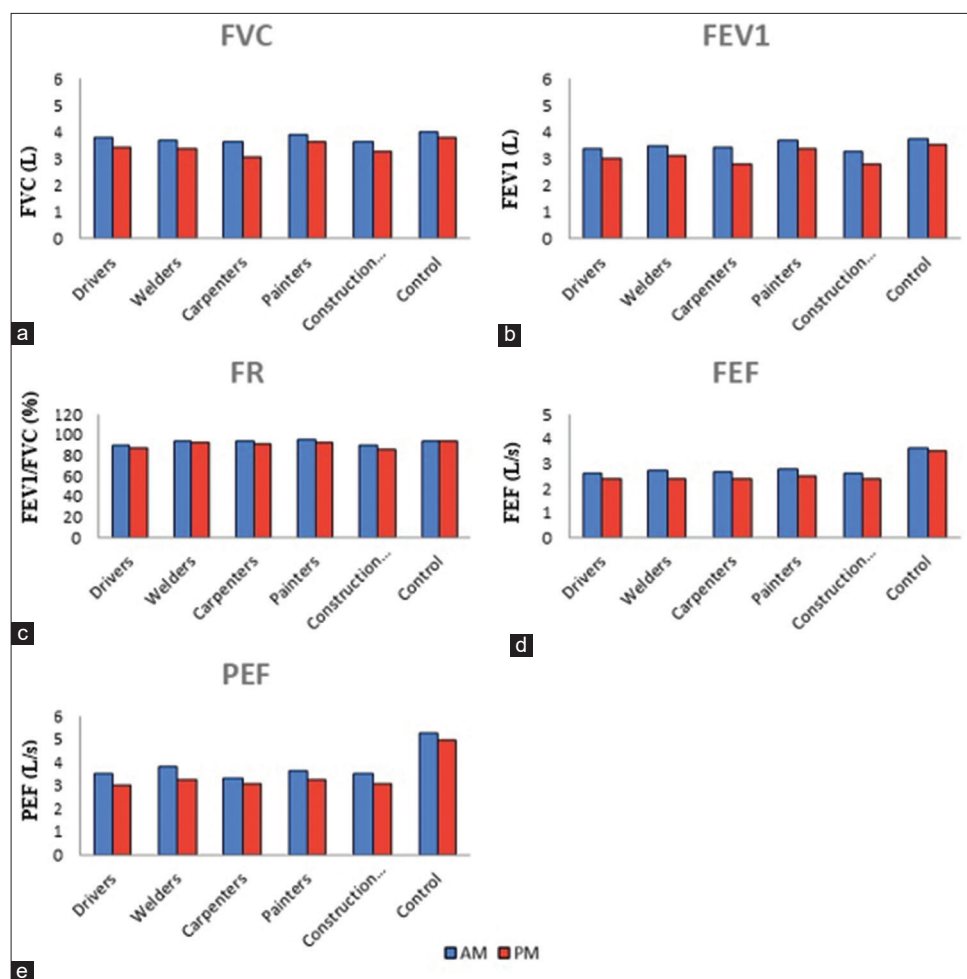 FVC
FVC (L)
6
5
4
3
2
1
0
Drivers
Welders
Carpenters
Painters
Construction...
Control
a
FEV1
FEV1 (L)
6
5
4
3
2
1
0
Drivers
Welders
Carpenters
Painters
Construction...
Control
b
FR
FEV1/FVC (%)
120
100
80
60
40
20
0
Drivers
Welders
Carpenters
Painters
Construction...
Control
c
FEF
FEF (L/s)
5
4
3
2
1
0
Drivers
Welders
Carpenters
Painters
Construction...
Control
d
PEF
PEF (L/s)
6
5
4
3
2
1
0
Drivers
Welders
Carpenters
Painters
Construction...
Control
AM PM
e